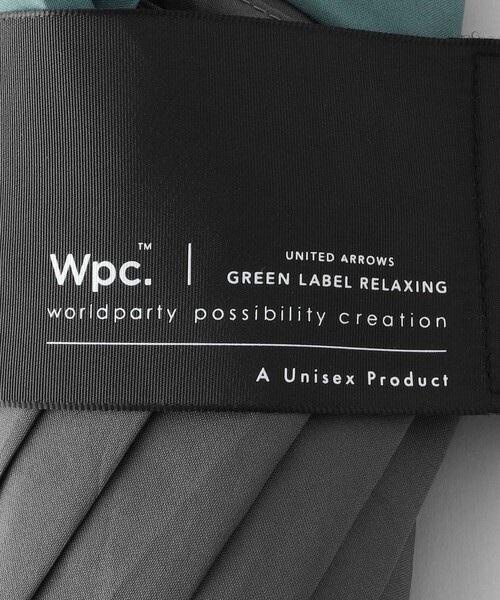 Wpc.™ | UNITED ARROWS
GREEN LABEL RELAXING
worldparty possibility creation
A Unisex Product